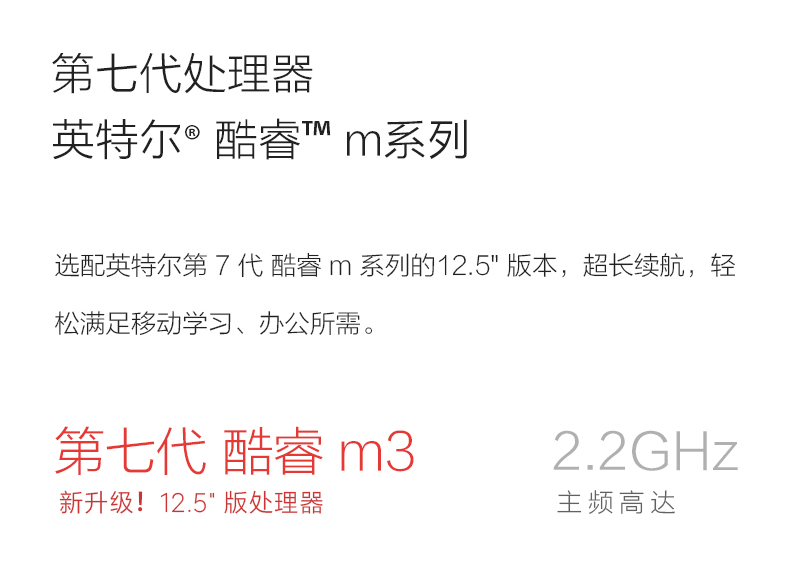 第七代处理器
英特尔® 酷睿™ m系列
选配英特尔第 7 代 酷睿 m 系列的12.5" 版本，超长续航，轻
松满足移动学习、办公所需。
第七代 酷睿 m3
2.2GHz
新升级！12.5" 版处理器
主频高达